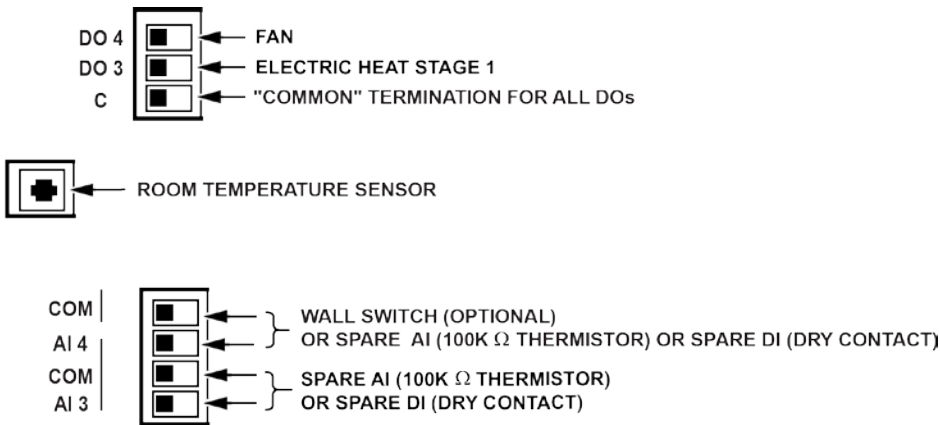 DO 4 FAN
DO 3 ELECTRIC HEAT STAGE 1
C "COMMON" TERMINATION FOR ALL DOs
ROOM TEMPERATURE SENSOR
COM WALL SWITCH (OPTIONAL)
AI 4 OR SPARE AI (100K Ω THERMISTOR) OR SPARE DI (DRY CONTACT)
COM SPARE AI (100K Ω THERMISTOR)
AI 3 OR SPARE DI (DRY CONTACT)